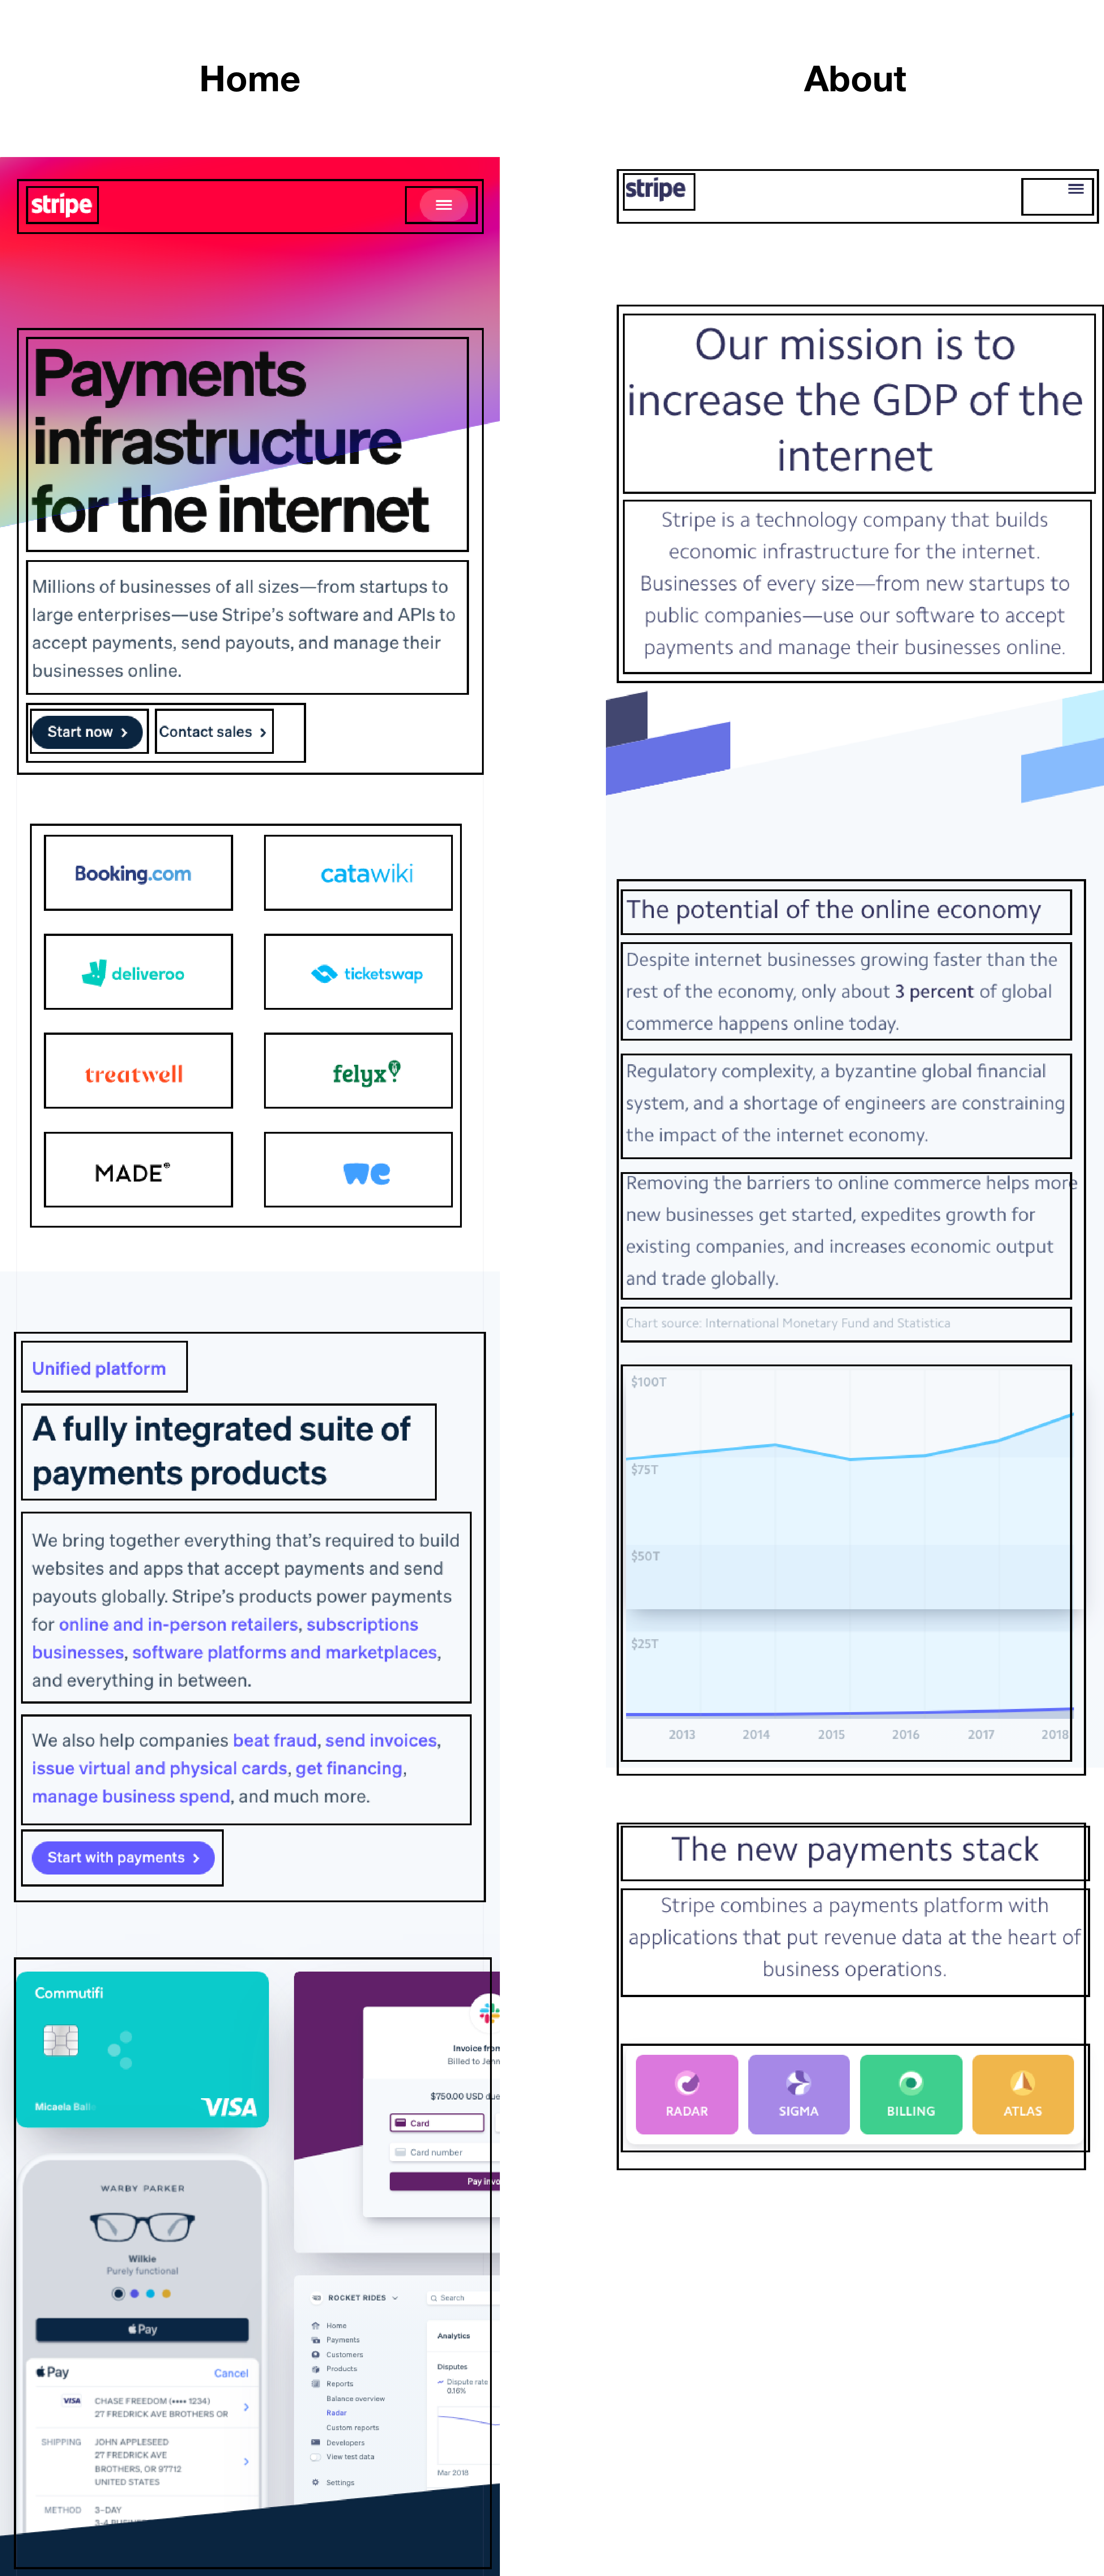 Home
stripe
Payments
infrastructure
for the internet
Millions of businesses of all sizes—from startups to
large enterprises—use Stripe's software and APIs to
accept payments, send payouts, and manage their
businesses online.
Start now
Contact sales
Booking.com
catawiki
deliveroo
ticketswap
treatwell
felyx
MADE
we
Unified platform
A fully integrated suite of
payments products
We bring together everything that's required to build
websites and apps that accept payments and send
payouts globally. Stripe's products power payments
for online and in-person retailers, subscriptions
businesses, software platforms and marketplaces,
and everything in between.
We also help companies beat fraud, send invoices,
issue virtual and physical cards, get financing,
manage business spend, and much more.
Start with payments
Commutifi
Micaela
VISA
WARBY PARKER
Wilkie
Purely functional
Pay
Pay Cancel
VISA CHASE FREEDOM (•••• 1234)
27 FREDRICK AVE BROTHERS OR
SHIPPING JOHN APPLESEED
27 FREDRICK AVE
BROTHERS, OR 97712
UNITED STATES
METHOD 3-DAY
Invoice
Billed to
$750.00 USD due
Card
Card number
Pay
ROCKET RIDES
Home
Payments
Customers
Products
Reports
Balance overview
Radar
Custom reports
Developers
View test data
Settings
Search
Analytics
Disputes
Dispute rate
0.16%
Mar 2018
About
stripe
Our mission is to
increase the GDP of the
internet
Stripe is a technology company that builds
economic infrastructure for the internet.
Businesses of every size—from new startups to
public companies—use our software to accept
payments and manage their businesses online.
The potential of the online economy
Despite internet businesses growing faster than the
rest of the economy, only about 3 percent of global
commerce happens online today.
Regulatory complexity, a byzantine global financial
system, and a shortage of engineers are constraining
the impact of the internet economy.
Removing the barriers to online commerce helps more
new businesses get started, expedites growth for
existing companies, and increases economic output
and trade globally.
Chart source: International Monetary Fund and Statistica
$100T
$75T
$50T
$25T
2013 2014 2015 2016 2017 2018
The new payments stack
Stripe combines a payments platform with
applications that put revenue data at the heart of
business operations.
RADAR SIGMA BILLING ATLAS